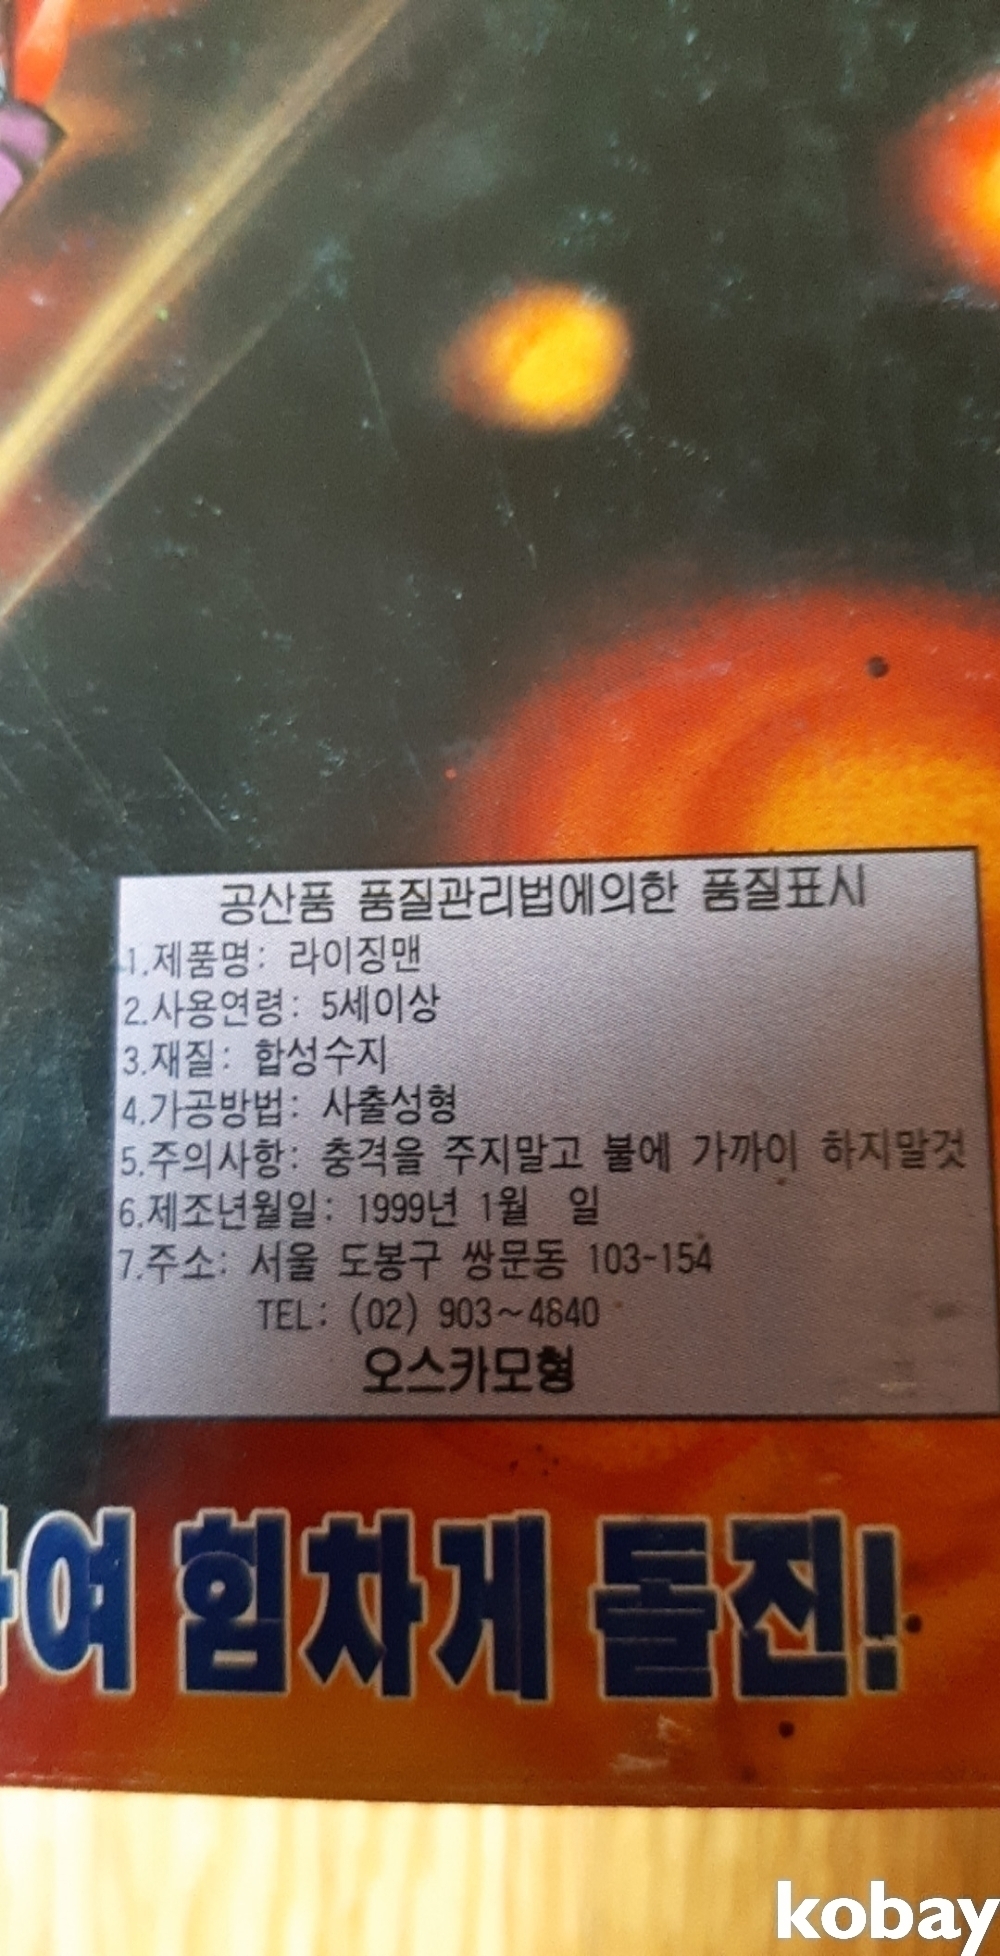 공산품 품질관리법에의한 품질표시
1.제품명: 라이징맨
2.사용연령: 5세이상
3.재질: 합성수지
4.가공방법: 사출성형
5.주의사항: 충격을 주지말고 불에 가까이 하지말것
6.제조년월일: 1999년 1월 일
7.주소: 서울 도봉구 쌍문동 103-154
TEL: (02) 903~4840
오스카모형
힘차게 돌진!
kobay